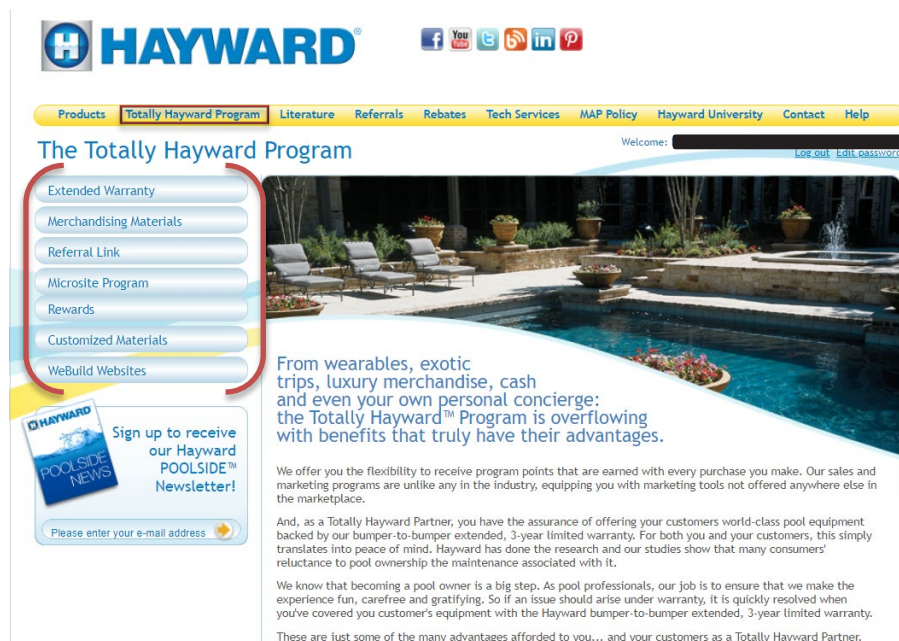 HAYWARD®
You
Tube
Products Totally Hayward Program Literature Referrals Rebates Tech Services MAP Policy Hayward University Contact Help
The Totally Hayward Program
Welcome:
Log out Edit password
Extended Warranty
Merchandising Materials
Referral Link
Microsite Program
Rewards
Customized Materials
WeBuild Websites
HAYWARD
POOLSIDE
NEWS
Sign up to receive
our Hayward
POOLSIDE™
Newsletter!
Please enter your e-mail address
From wearables, exotic
trips, luxury merchandise, cash
and even your own personal concierge:
the Totally Hayward™ Program is overflowing
with benefits that truly have their advantages.
We offer you the flexibility to receive program points that are earned with every purchase you make. Our sales and
marketing programs are unlike any in the industry, equipping you with marketing tools not offered anywhere else in
the marketplace.
And, as a Totally Hayward Partner, you have the assurance of offering your customers world-class pool equipment
backed by our bumper-to-bumper extended, 3-year limited warranty. For both you and your customers, this simply
translates into peace of mind. Hayward has done the research and our studies show that many consumers'
reluctance to pool ownership the maintenance associated with it.
We know that becoming a pool owner is a big step. As pool professionals, our job is to ensure that we make the
experience fun, carefree and gratifying. So if an issue should arise under warranty, it is quickly resolved when
you've covered you customer's equipment with the Hayward bumper-to-bumper extended, 3-year limited warranty.
These are just some of the many advantages afforded to you... and your customers as a Totally Hayward Partner.